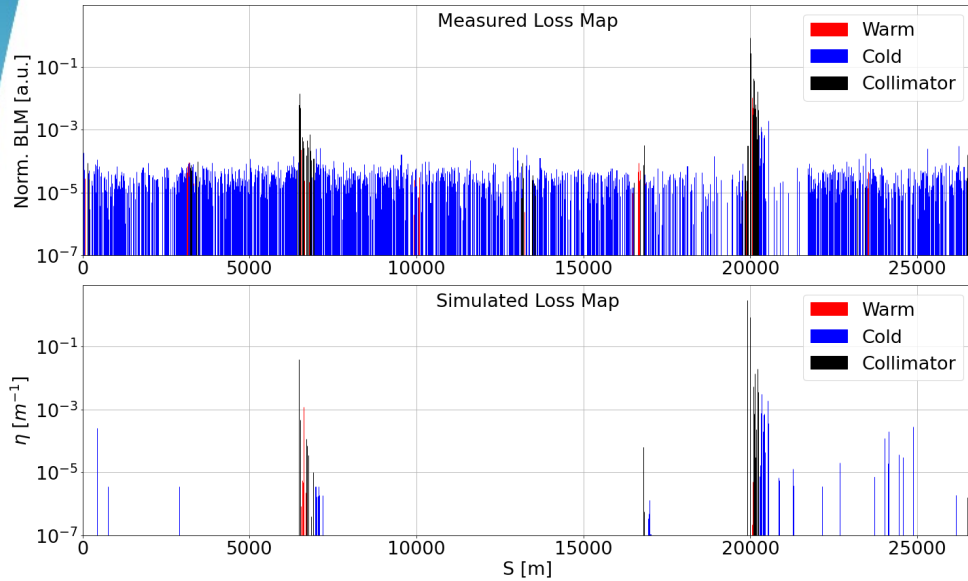 Measured Loss Map
Norm. BLM [a.u.]
10⁻¹
10⁻³
10⁻⁵
10⁻⁷
Warm
Cold
Collimator
0 5000 10000 15000 20000 25000
Simulated Loss Map
η [m⁻¹]
10⁻¹
10⁻³
10⁻⁵
10⁻⁷
Warm
Cold
Collimator
0 5000 10000 15000 20000 25000
S [m]